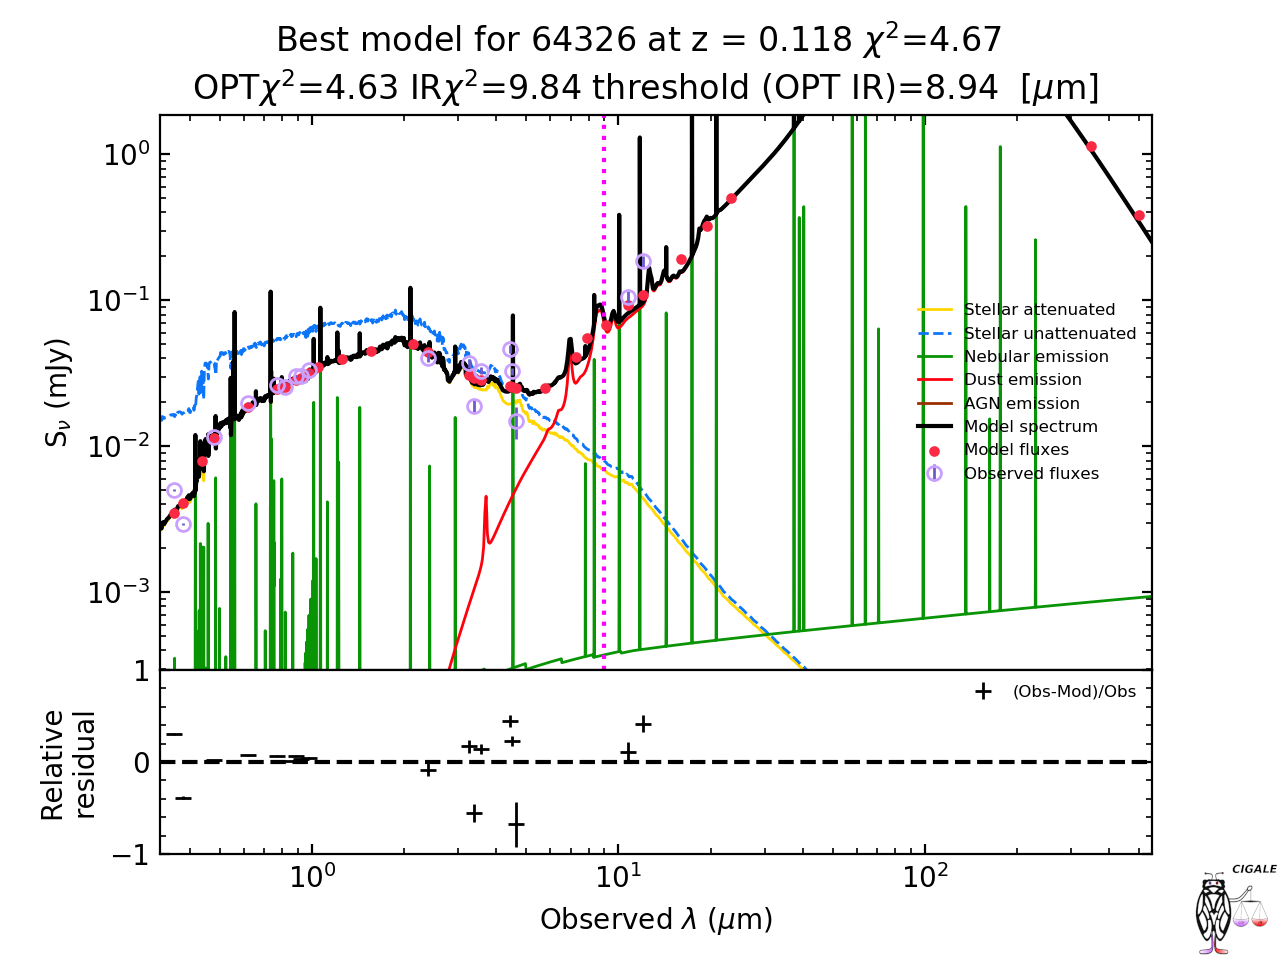 Best model for 64326 at z = 0.118 χ²=4.67
OPTχ²=4.63 IRχ²=9.84 threshold (OPT IR)=8.94 [μm]
10⁰
10⁻¹
10⁻²
10⁻³
Sν (mJy)
Stellar attenuated
Stellar unattenuated
Nebular emission
Dust emission
AGN emission
Model spectrum
Model fluxes
Observed fluxes
1
0
−1
Relative
residual
(Obs-Mod)/Obs
10⁰
10¹
10²
Observed λ (μm)
CIGALE